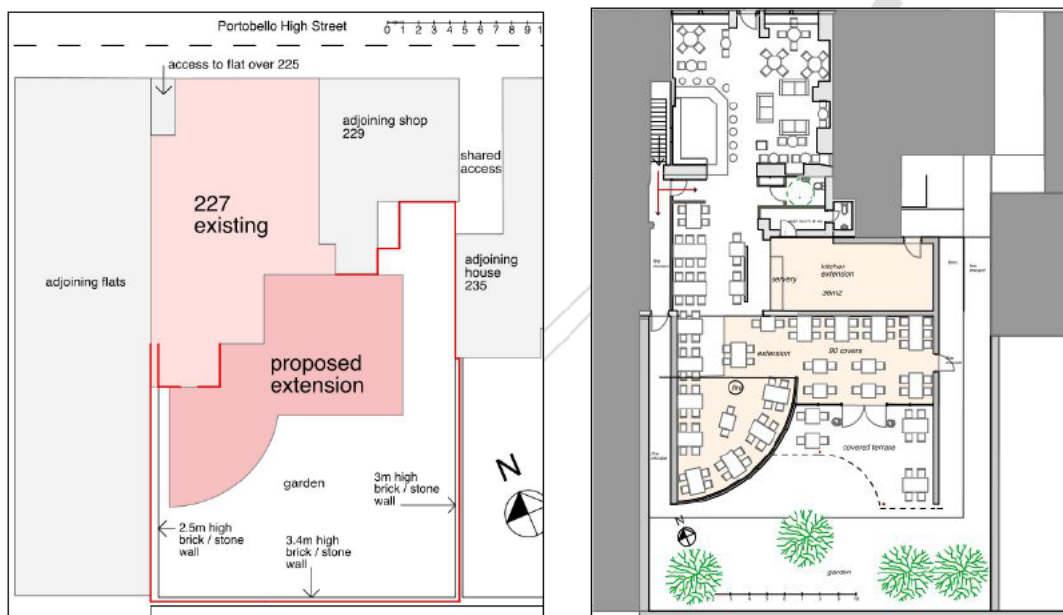 Portobello High Street
0 1 2 3 4 5 6 7 8 9 1
access to flat over 225
adjoining shop
229
shared
access
227
existing
adjoining flats
adjoining
house
235
proposed
extension
N
garden
3m high
brick / stone
wall
2.5m high
brick / stone
wall
3.4m high
brick / stone
wall
kitchen
extension
servery
38m2
extension
90 covers
covered terrase
N
garden